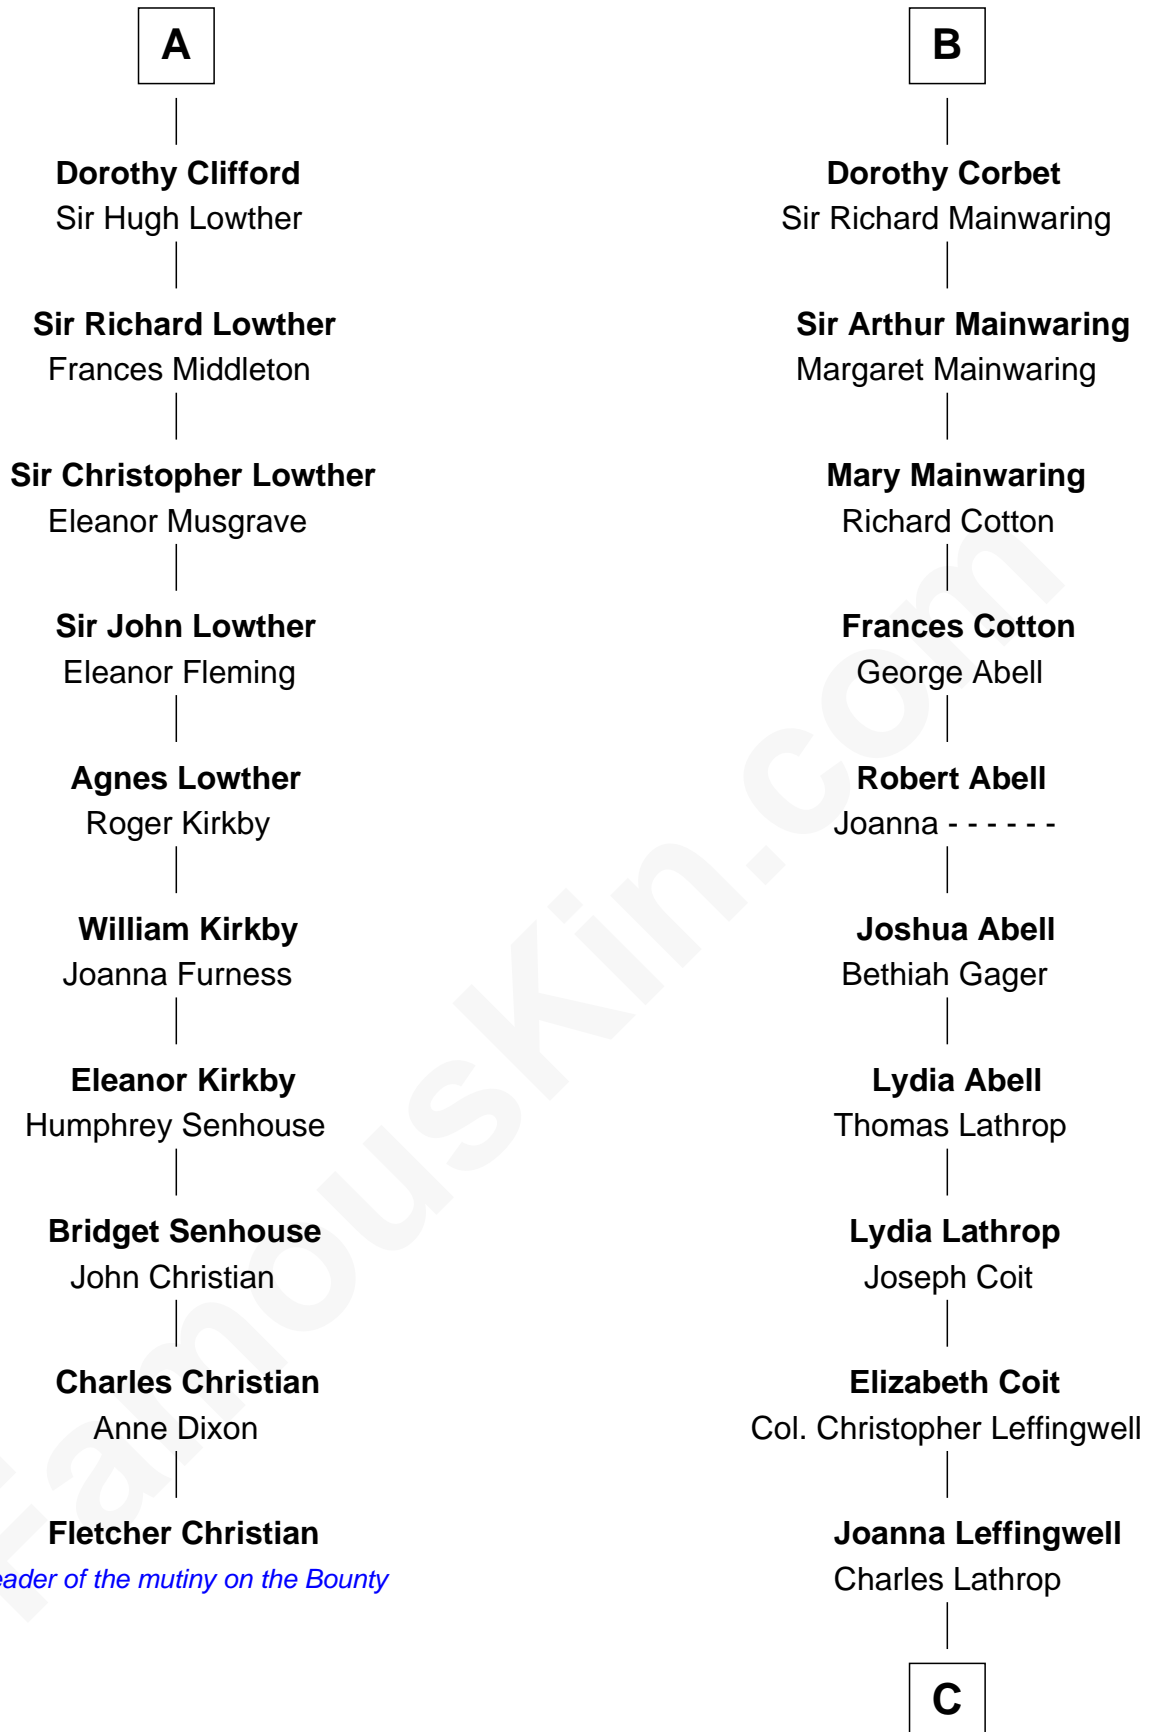 A
Dorothy Clifford
Sir Hugh Lowther
Sir Richard Lowther
Frances Middleton
Sir Christopher Lowther
Eleanor Musgrave
Sir John Lowther
Eleanor Fleming
Agnes Lowther
Roger Kirkby
William Kirkby
Joanna Furness
Eleanor Kirkby
Humphrey Senhouse
Bridget Senhouse
John Christian
Charles Christian
Anne Dixon
Fletcher Christian
eader of the mutiny on the Bounty
B
Dorothy Corbet
Sir Richard Mainwaring
Sir Arthur Mainwaring
Margaret Mainwaring
Mary Mainwaring
Richard Cotton
Frances Cotton
George Abell
Robert Abell
Joanna - - - - - -
Joshua Abell
Bethiah Gager
Lydia Abell
Thomas Lathrop
Lydia Lathrop
Joseph Coit
Elizabeth Coit
Col. Christopher Leffingwell
Joanna Leffingwell
Charles Lathrop
C
FamousKin.com